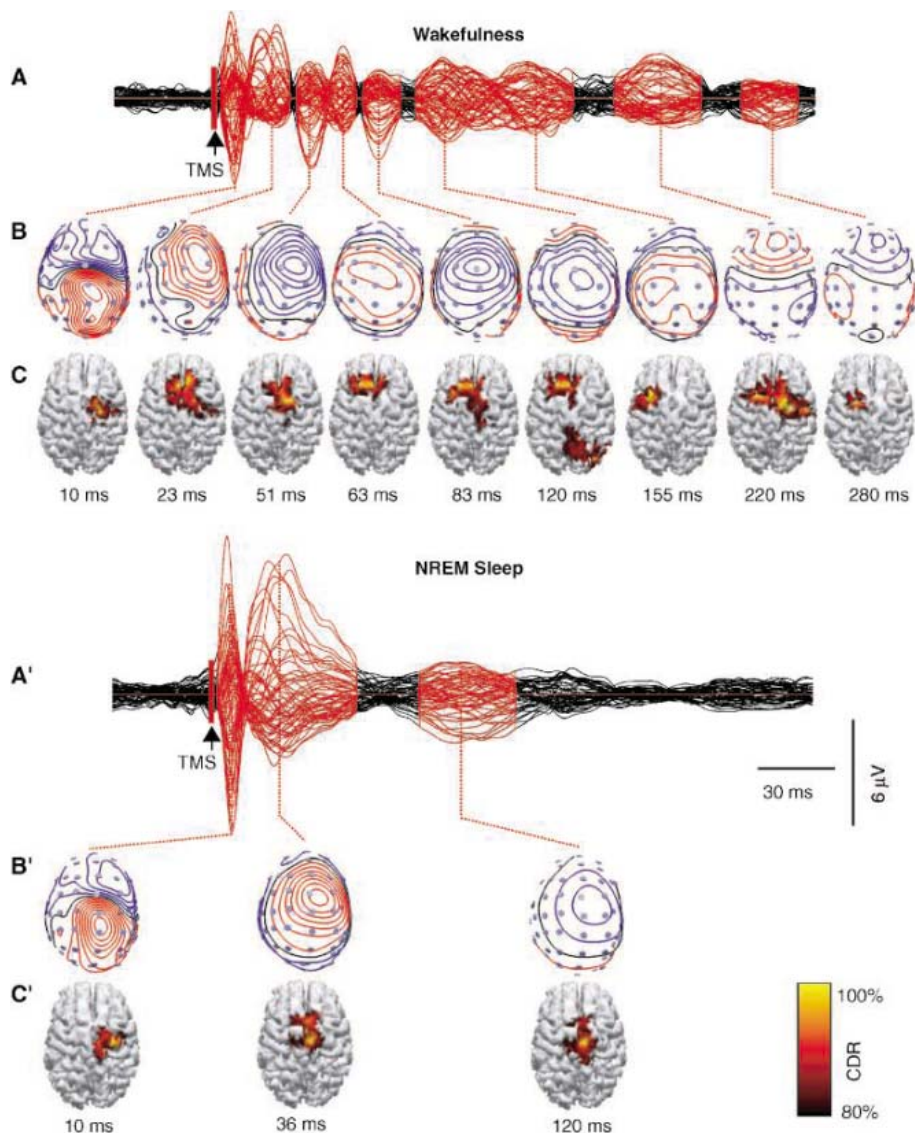 Wakefulness
A
TMS
B
C
10 ms 23 ms 51 ms 63 ms 83 ms 120 ms 155 ms 220 ms 280 ms
NREM Sleep
A'
TMS
30 ms
6 μV
B'
C'
100%
CDR
80%
10 ms 36 ms 120 ms